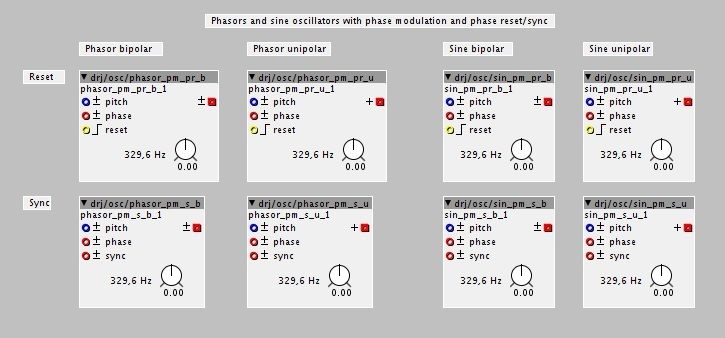 Phasors and sine oscillators with phase modulation and phase reset/sync
Phasor bipolar
Phasor unipolar
Sine bipolar
Sine unipolar
Reset
drj/osc/phasor_pm_pr_b
phasor_pm_pr_b_1
± pitch ±
± phase
reset
329,6 Hz
0.00
drj/osc/phasor_pm_pr_u
phasor_pm_pr_u_1
± pitch +
± phase
reset
329,6 Hz
0.00
drj/osc/sin_pm_pr_b
sin_pm_pr_b_1
± pitch ±
± phase
reset
329,6 Hz
0.00
drj/osc/sin_pm_pr_u
sin_pm_pr_u_1
± pitch +
± phase
reset
329,6 Hz
0.00
Sync
drj/osc/phasor_pm_s_b
phasor_pm_s_b_1
± pitch ±
± phase
± sync
329,6 Hz
0.00
drj/osc/phasor_pm_s_u
phasor_pm_s_u_1
± pitch +
± phase
± sync
329,6 Hz
0.00
drj/osc/sin_pm_s_b
sin_pm_s_b_1
± pitch ±
± phase
± sync
329,6 Hz
0.00
drj/osc/sin_pm_s_u
sin_pm_s_u_1
± pitch +
± phase
± sync
329,6 Hz
0.00